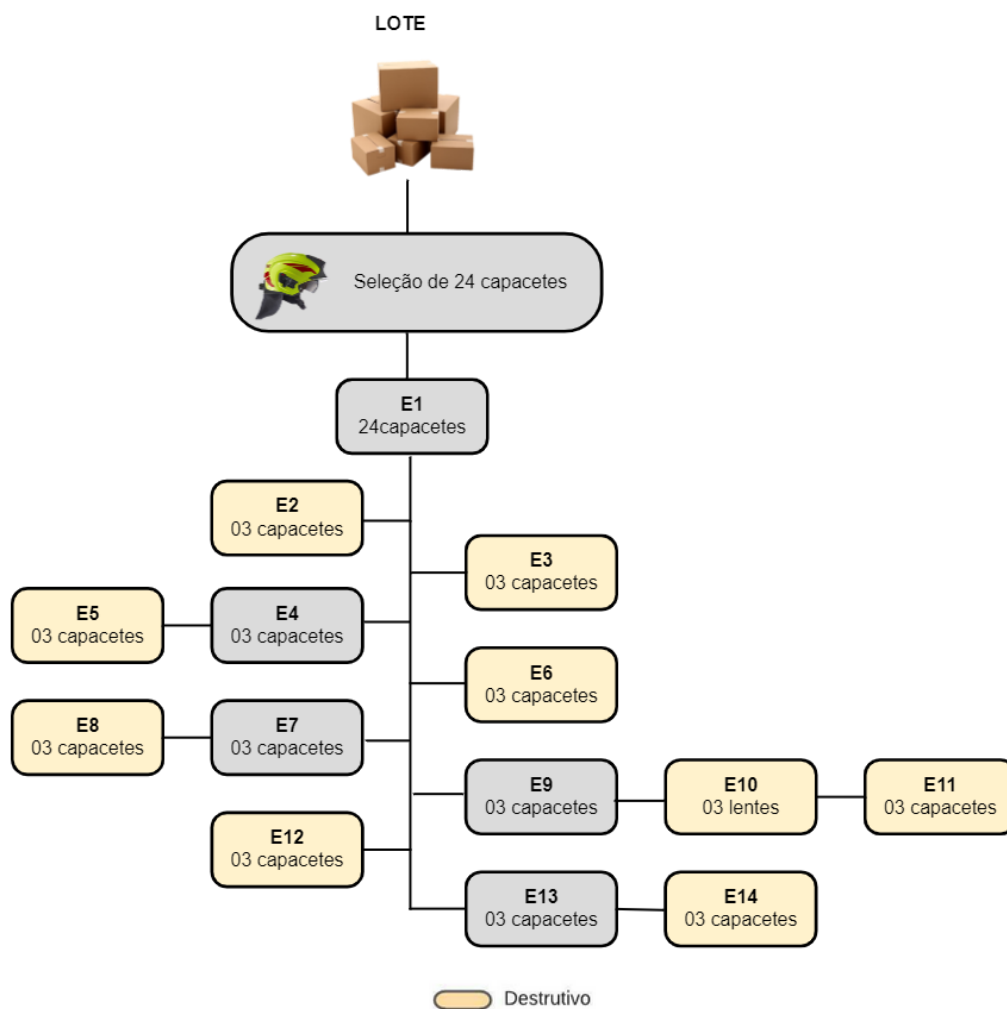 LOTE
Seleção de 24 capacetes
E1
24capacetes
E2
03 capacetes
E3
03 capacetes
E5
03 capacetes
E4
03 capacetes
E6
03 capacetes
E8
03 capacetes
E7
03 capacetes
E9
03 capacetes
E10
03 lentes
E11
03 capacetes
E12
03 capacetes
E13
03 capacetes
E14
03 capacetes
Destrutivo